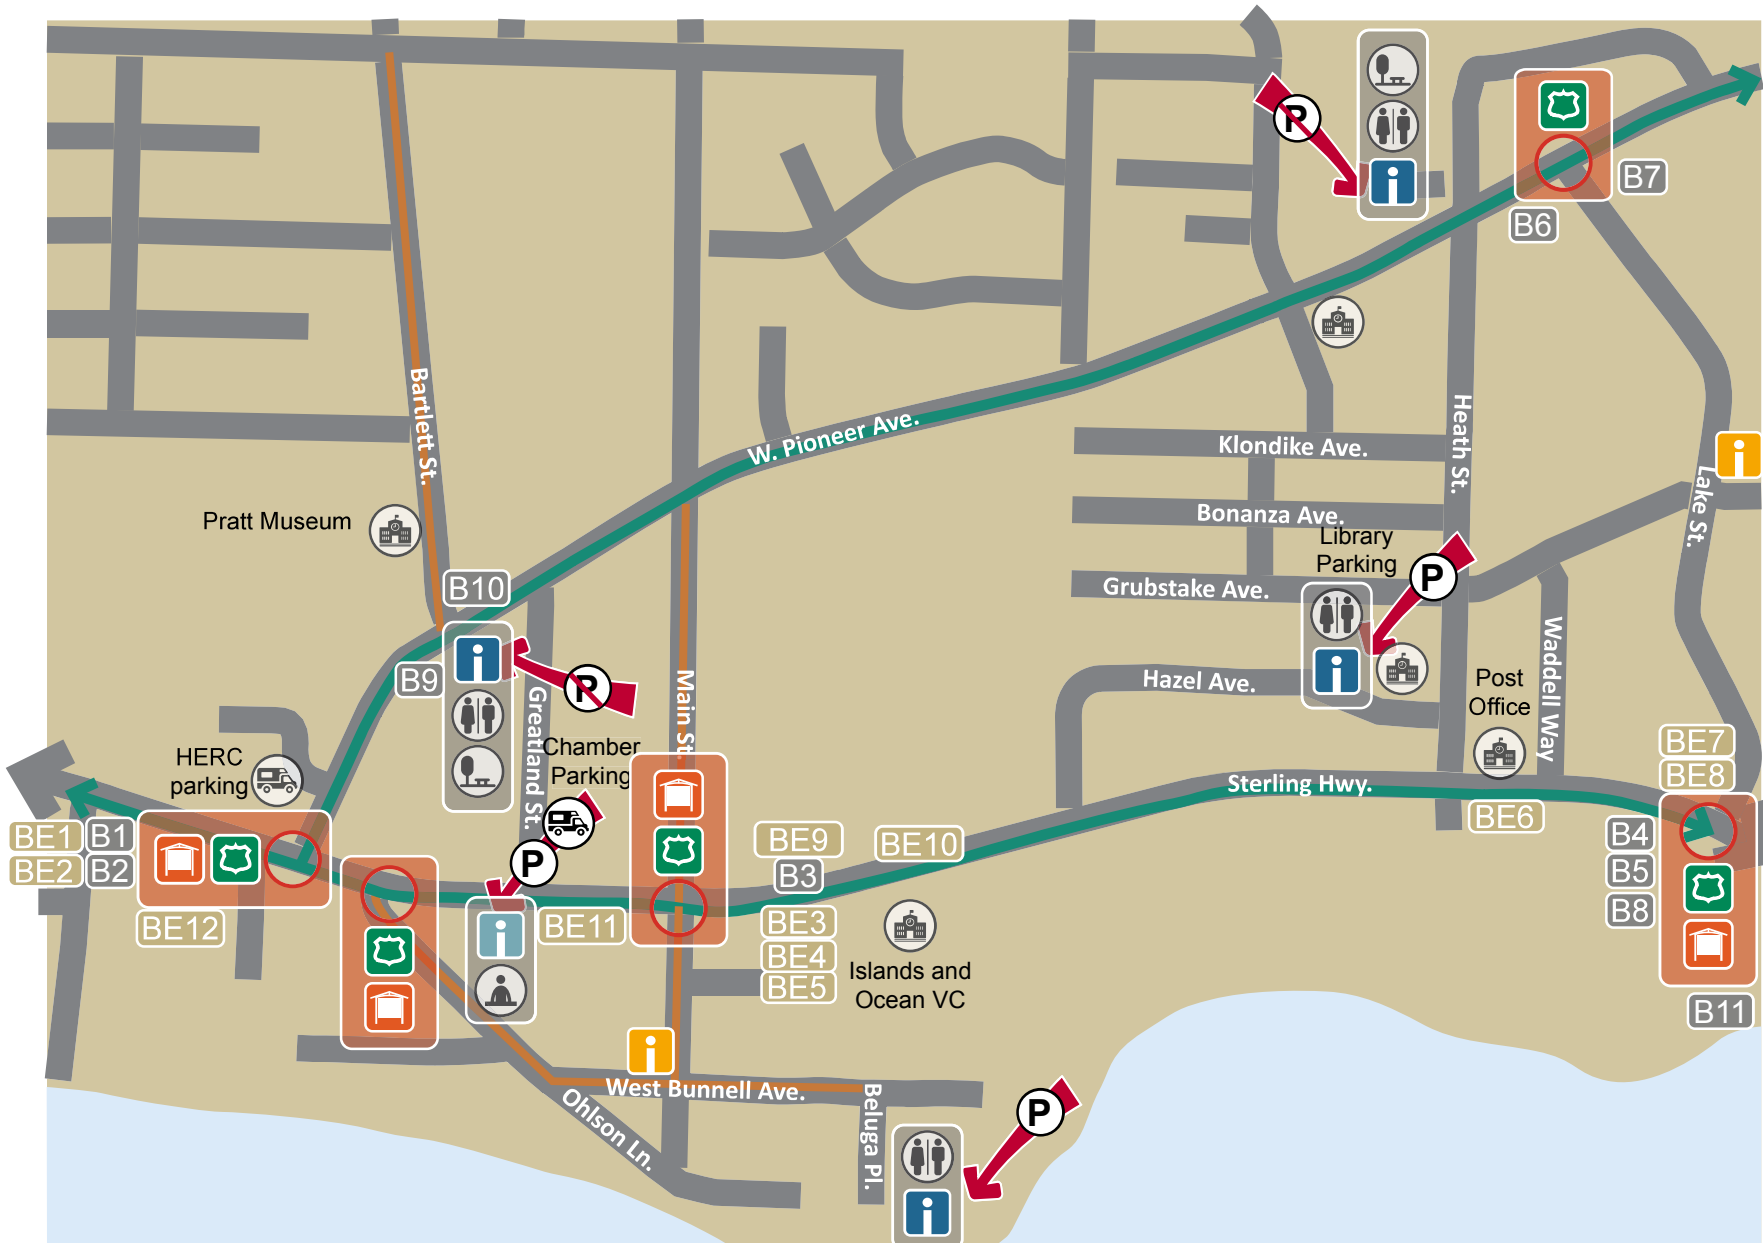 P
B7
B6
Bartlett St.
W. Pioneer Ave.
Heath St.
Klondike Ave.
i
Lake St.
Pratt Museum
Bonanza Ave.
Library
Parking
P
B10
Grubstake Ave.
i
P
B9
Greatland St.
Main St.
Hazel Ave.
i
Post
Office
Waddell Way
HERC
parking
Chamber
Parking
BE7
BE8
Sterling Hwy.
BE6
BE1
B1
BE2
B2
P
BE9
BE10
B3
B4
B5
B8
BE12
i
BE11
BE3
BE4
BE5
Islands and
Ocean VC
B11
i
West Bunnell Ave.
Ohlson Ln.
Beluga Pl.
P
i
i